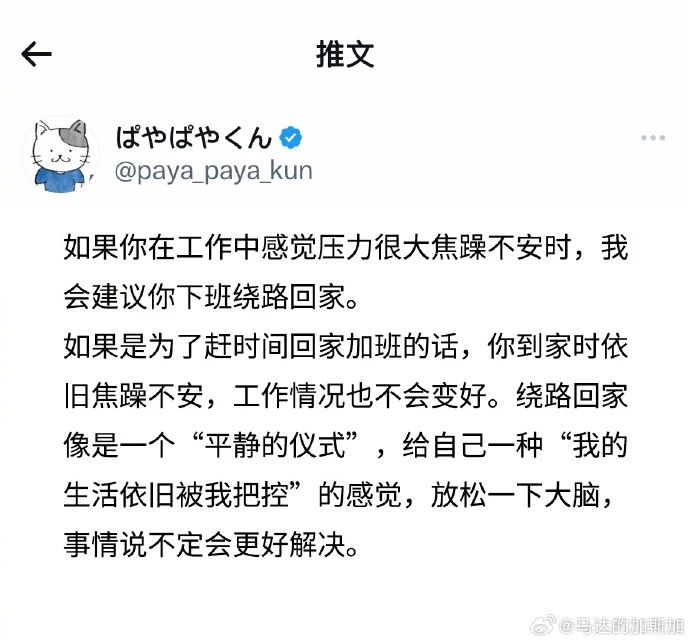 推文
ぱやぱやくん
@paya_paya_kun
如果你在工作中感觉压力很大焦躁不安时，我
会建议你下班绕路回家。
如果是为了赶时间回家加班的话，你到家时依
旧焦躁不安，工作情况也不会变好。绕路回家
像是一个“平静的仪式”，给自己一种“我的
生活依旧被我把控”的感觉，放松一下大脑，
事情说不定会更好解决。
@马达的加斯加